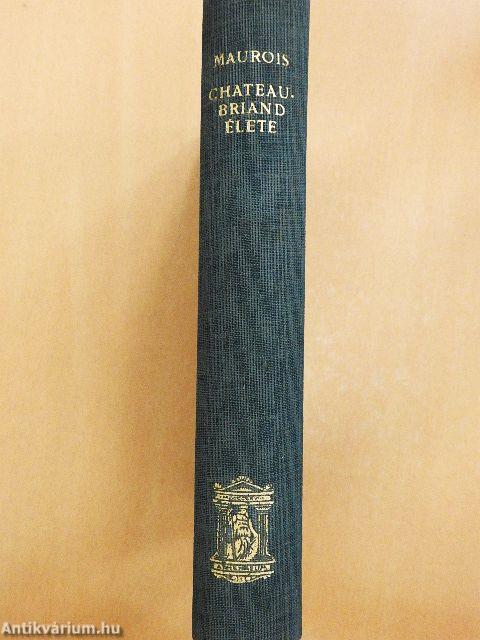 MAUROIS
CHATEAU-
BRIAND
ÉLETE
Antikvárium.hu